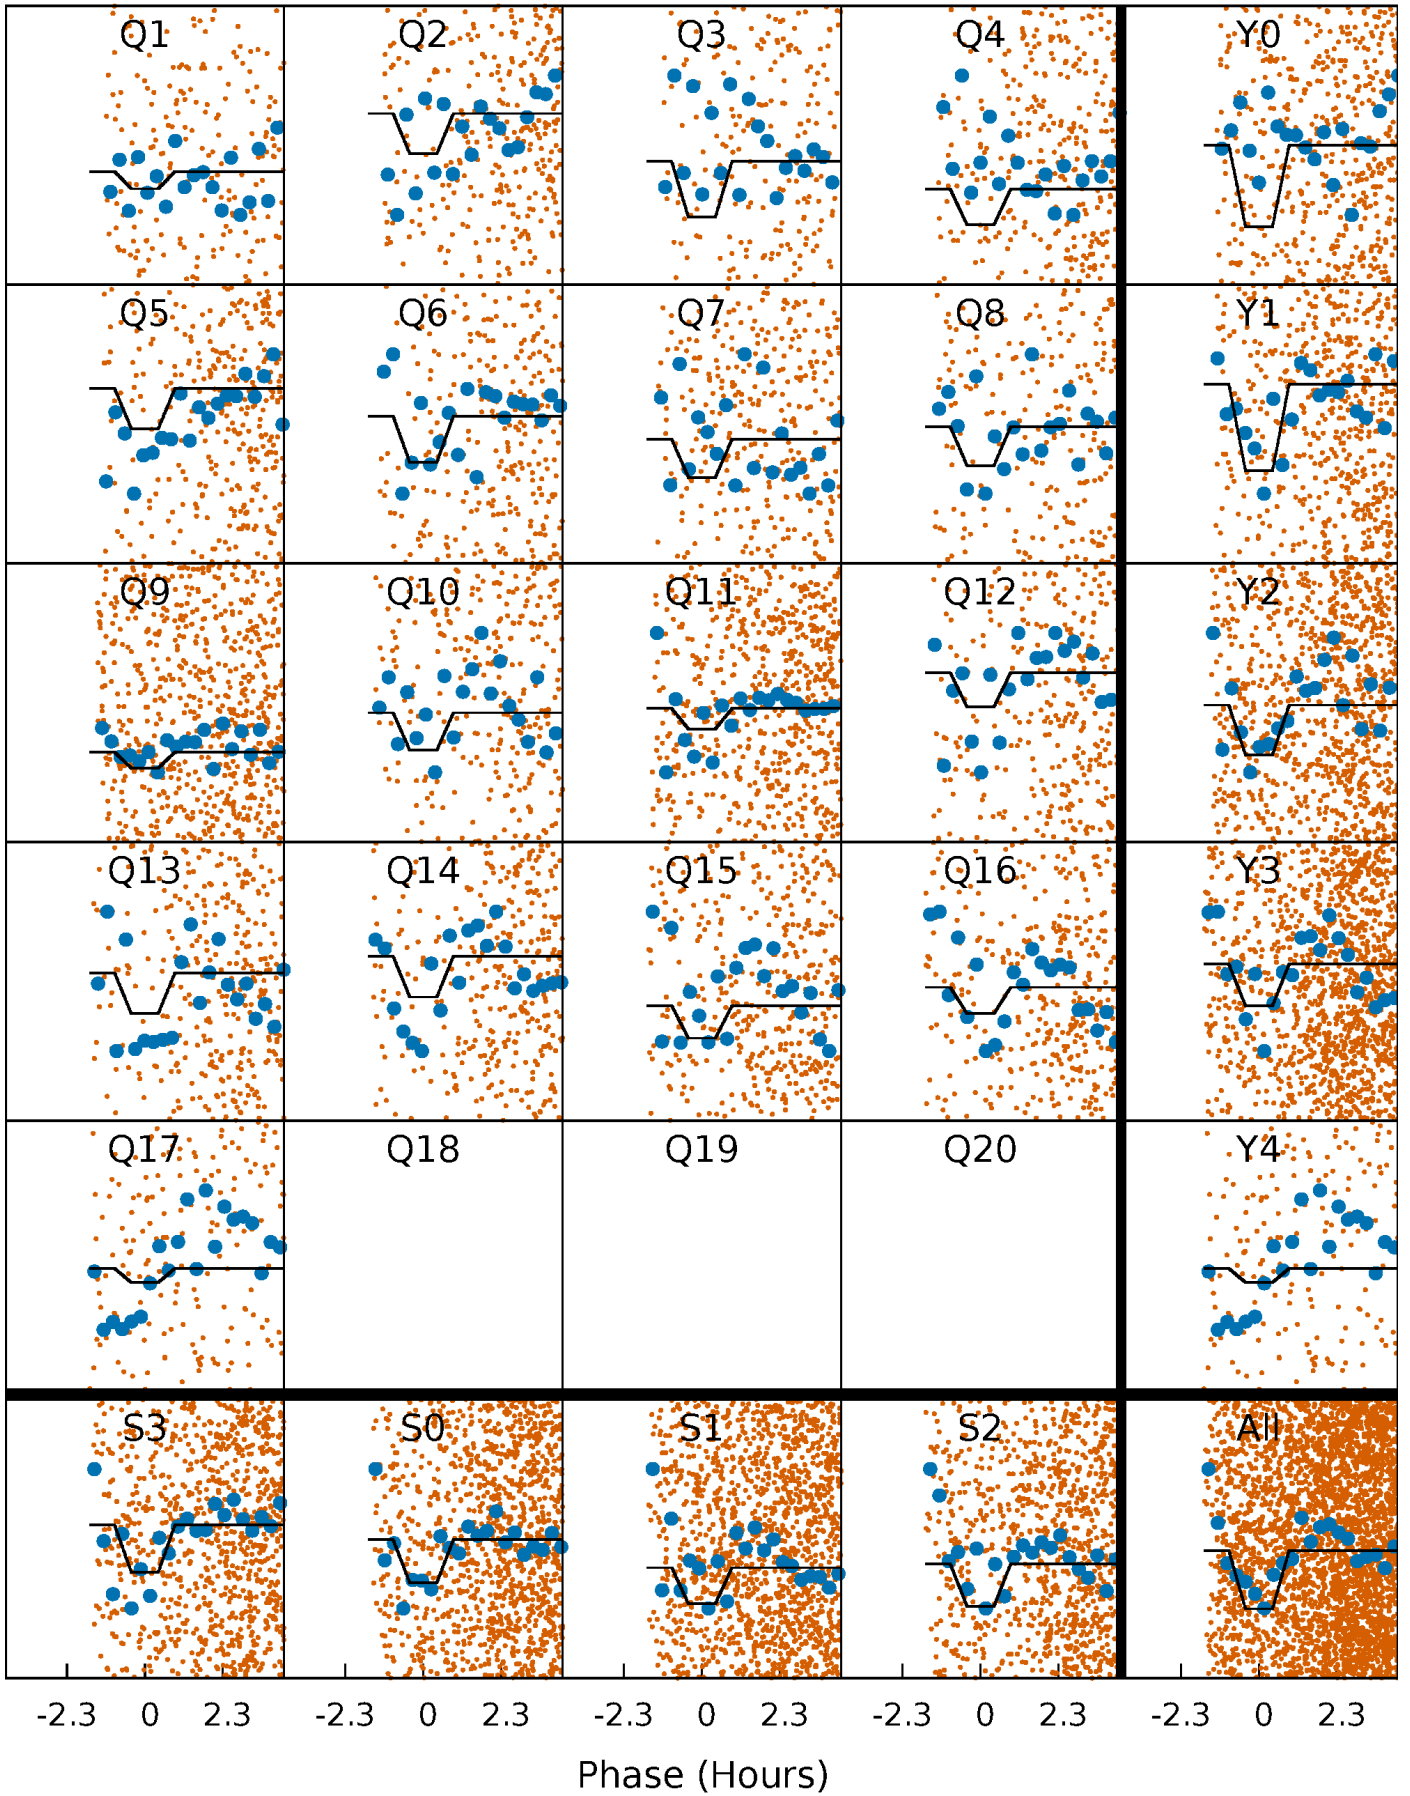 Q1 Q2 Q3 Q4 Y0
Q5 Q6 Q7 Q8 Y1
Q9 Q10 Q11 Q12 Y2
Q13 Q14 Q15 Q16 Y3
Q17 Q18 Q19 Q20 Y4
S3 S0 S1 S2 All
-2.3 0 2.3 -2.3 0 2.3 -2.3 0 2.3 -2.3 0 2.3 -2.3 0 2.3
Phase (Hours)